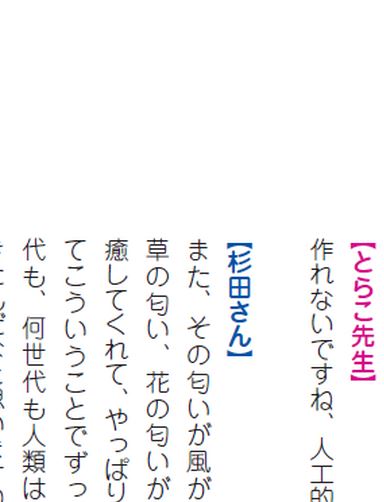 【とらこ先生】
作れないですね、人工的
【杉田さん】
また、その匂いが風が
草の匂い、花の匂いが
癒してくれて、やっぱり
てこういうことでずっ
代も、何世代も人類は